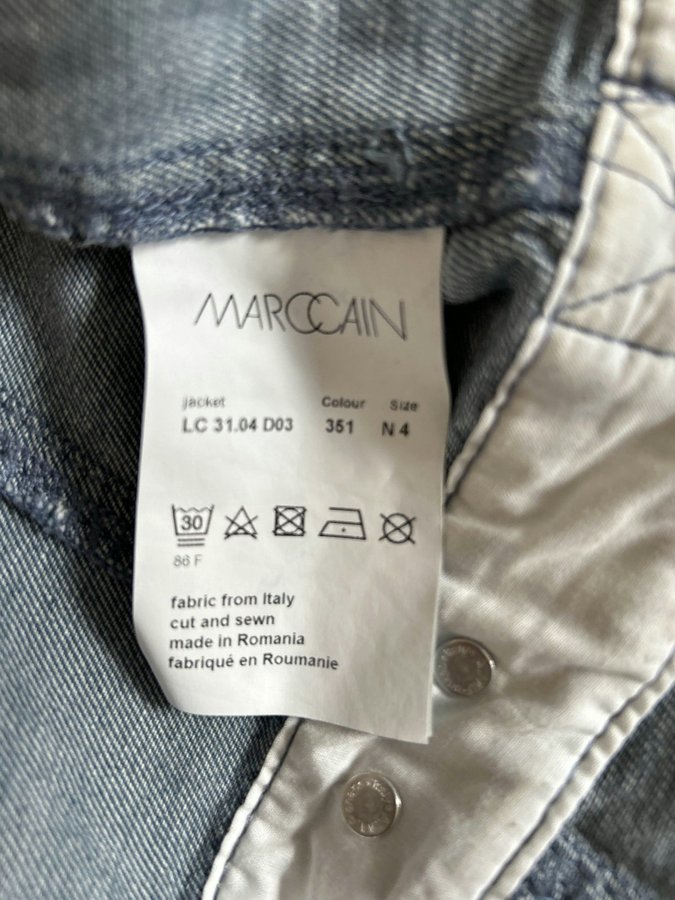 MARCCAIN
jacket Colour Size
LC 31.04 D03 351 N 4
30
86 F
fabric from Italy
cut and sewn
made in Romania
fabriqué en Roumanie